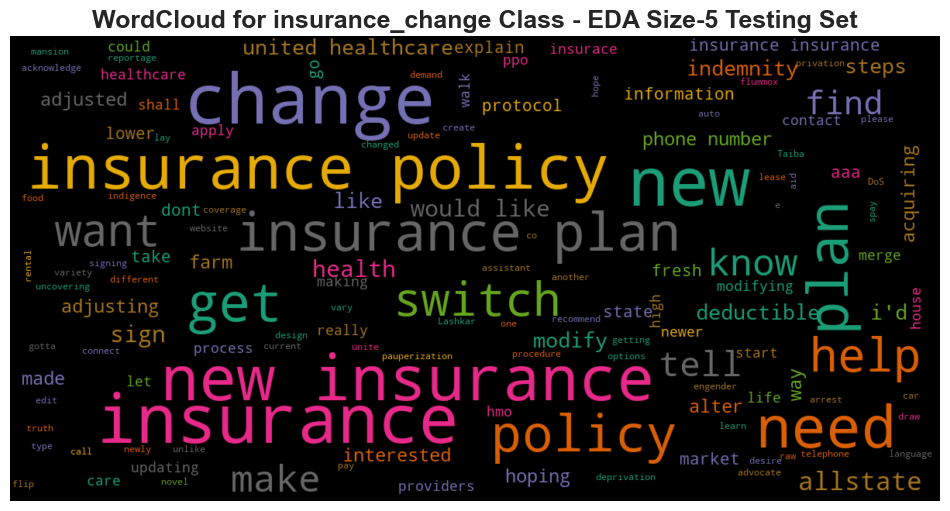 WordCloud for insurance_change Class - EDA Size-5 Testing Set
mansion
could
reportage
united healthcare
explain
insurace
insurance insurance
acknowledge
healthcare
go
ppo
indemnity
steps
demand
walk
hope
flummox
privation
adjusted
shall
change
protocol
information
find
lower
lay
apply
changed
update
create
auto
contact
please
phone number
insurance policy
new
Taiba
aaa
acquiring
food
indigence
like
would like
lease
aid
DoS
dont
coverage
want
website
insurance plan
co
plan
e
spay
rental
signing
take
farm
health
assistant
another
fresh
know
merge
variety
different
uncovering
making
modifying
adjusting
get
vary
switch
state
high
deductible
i'd
house
sign
design
really
Lashkar
one
recommend
newer
gotta
process
current
unite
modify
getting
connect
pauperization
procedure
options
tell
start
help
made
let
new insurance
engender
way
edit
life
arrest
car
truth
insurance
hmo
policy
alter
learn
need
draw
type
call
newly
unlike
interested
market
desire
raw
telephone
language
updating
pay
hoping
deprivation
advocate
flip
care
novel
make
providers
allstate